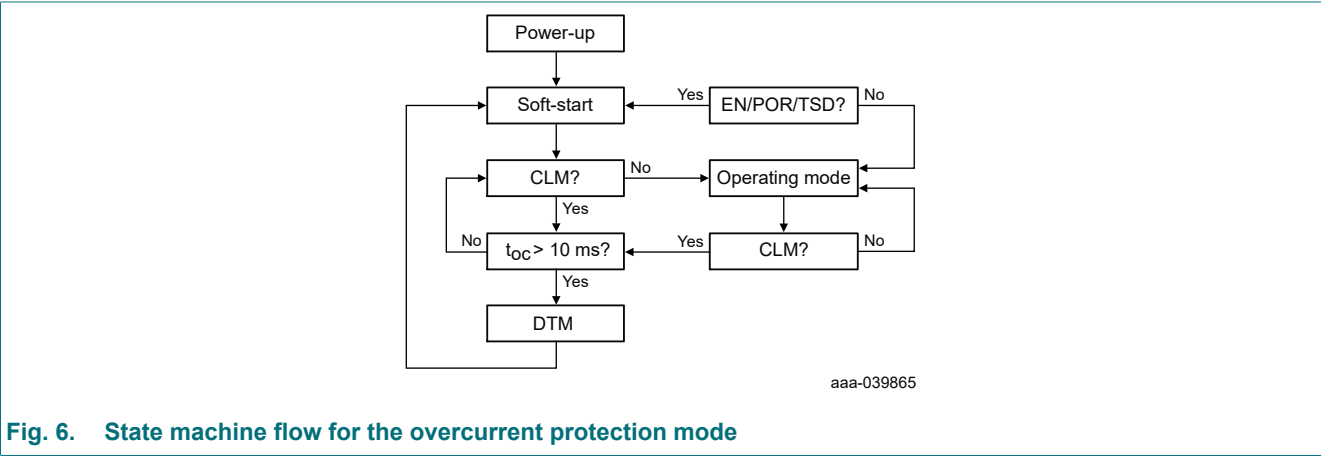 Power-up
Soft-start
Yes
EN/POR/TSD?
No
CLM?
No
Operating mode
Yes
No
tOC> 10 ms?
Yes
CLM?
No
Yes
DTM
aaa-039865
Fig. 6. State machine flow for the overcurrent protection mode